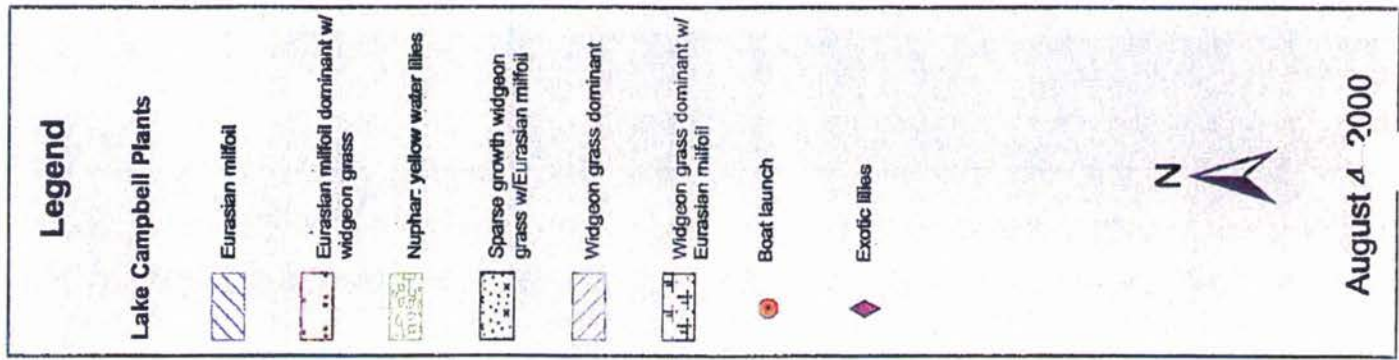 Legend
Lake Campbell Plants
Eurasian milfoil
Eurasian milfoil dominant w/
widgeon grass
Nuphar- yellow water lilies
Sparse growth widgeon
grass w/Eurasian milfoil
Widgeon grass dominant
Widgeon grass dominant w/
Eurasian milfoil
Boat launch
Exotic lilies
N
August 4 2000